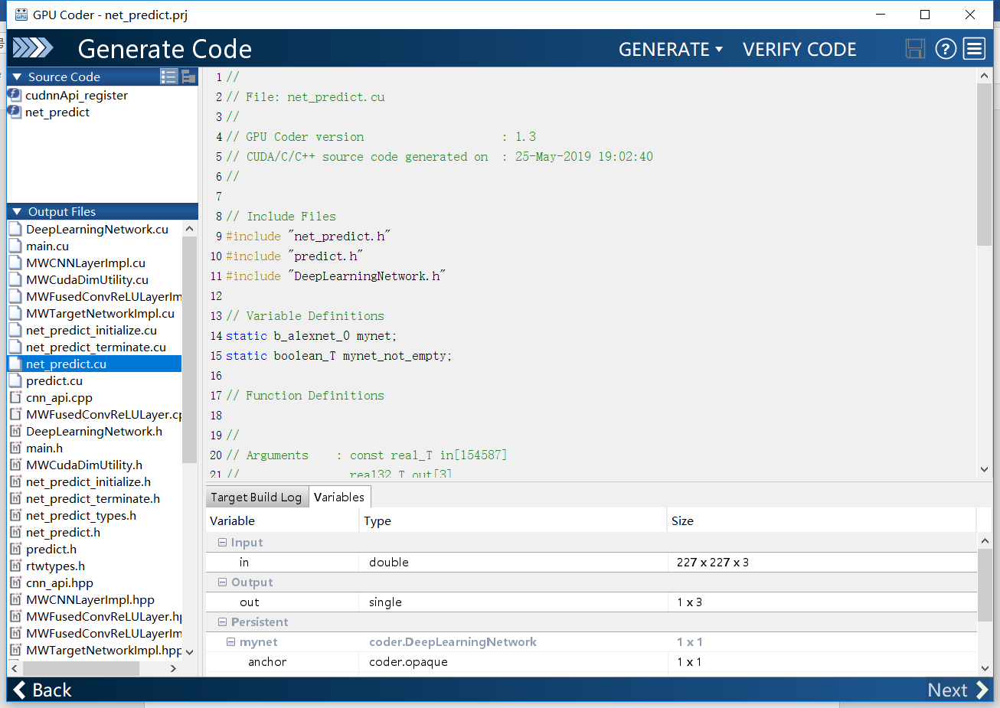 GPU Coder - net_predict.prj
Generate Code
GENERATE
VERIFY CODE
Source Code
cudnnApi_register
net_predict
Output Files
DeepLearningNetwork.cu
main.cu
MWCNNLayerImpl.cu
MWCudaDimUtility.cu
MWFusedConvReLULayerIm
MWTargetNetworkImpl.cu
net_predict_initialize.cu
net_predict_terminate.cu
net_predict.cu
predict.cu
cnn_api.cpp
MWFusedConvReLULayer.cp
DeepLearningNetwork.h
main.h
MWCudaDimUtility.h
net_predict_initialize.h
net_predict_terminate.h
net_predict_types.h
net_predict.h
predict.h
rtwtypes.h
cnn_api.hpp
MWCNNLayerImpl.hpp
MWFusedConvReLULayer.hp
MWFusedConvReLULayerIm
MWTargetNetworkImpl.hpp
1 //
2 // File: net_predict.cu
3 //
4 // GPU Coder version : 1.3
5 // CUDA/C/C++ source code generated on : 25-May-2019 19:02:40
6 //
7
8 // Include Files
9 #include "net_predict.h"
10 #include "predict.h"
11 #include "DeepLearningNetwork.h"
12
13 // Variable Definitions
14 static b_alexnet_0 mynet;
15 static boolean_T mynet_not_empty;
16
17 // Function Definitions
18
19 //
20 // Arguments : const real_T in[154587]
21 // real32_T out[3]
Target Build Log
Variables
Variable Type Size
Input
in double 227 x 227 x 3
Output
out single 1 x 3
Persistent
mynet coder.DeepLearningNetwork 1 x 1
anchor coder.opaque 1 x 1
Back
Next